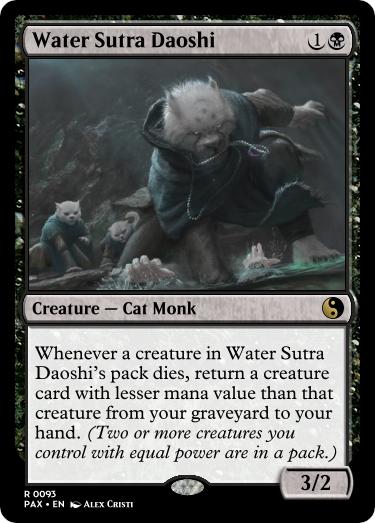 Water Sutra Daoshi 1
Creature — Cat Monk
Whenever a creature in Water Sutra
Daoshi's pack dies, return a creature
card with lesser mana value than that
creature from your graveyard to your
hand. (Two or more creatures you
control with equal power are in a pack.)
3/2
R 0093
PAX • EN Alex Cristi